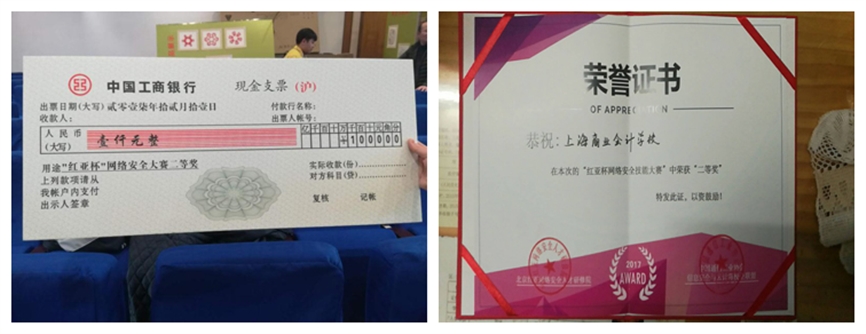 中国工商银行 现金支票 (沪)
出票日期(大写) 贰零壹柒年拾贰月拾壹日 付款行名称:
收款人: 出票人帐号:
人民币
(大写) 壹仟元整
亿千百十万千百十元角分
¥100000
用途"红亚杯"网络安全大赛二等奖 实际收款(份)
上列款项请从 对方科目(贷)
我帐户内支付
出示人签章 复核 记帐
荣誉证书
OF APPRECIATION
恭祝:上海商业会计学校
在本次的"红亚杯网络安全技能大赛"中荣获"二等奖"
特发此证,以资鼓励!
2017
AWARD